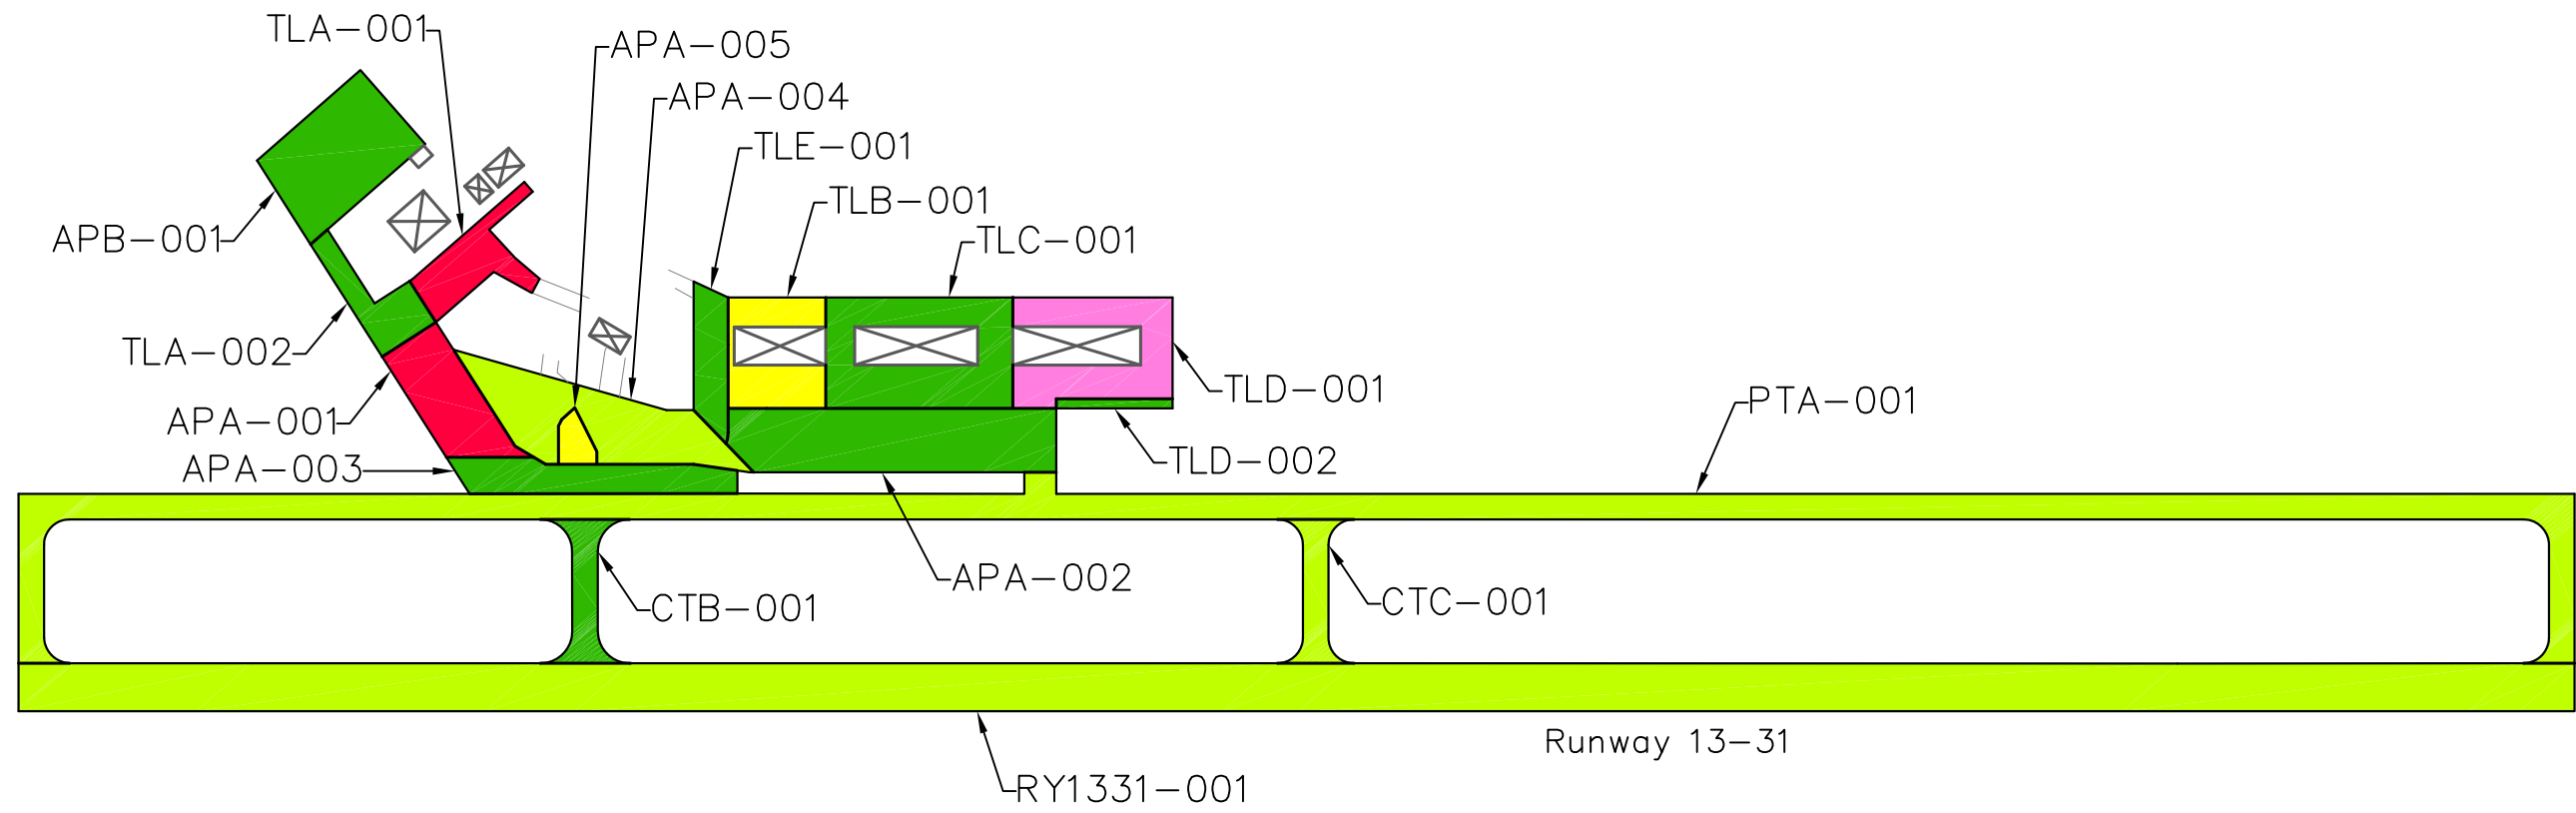 TLA-001
APA-005
APA-004
TLE-001
TLB-001
APB-001
TLC-001
TLA-002
TLD-001
PTA-001
APA-001
TLD-002
APA-003
APA-002
CTC-001
CTB-001
Runway 13-31
RY1331-001